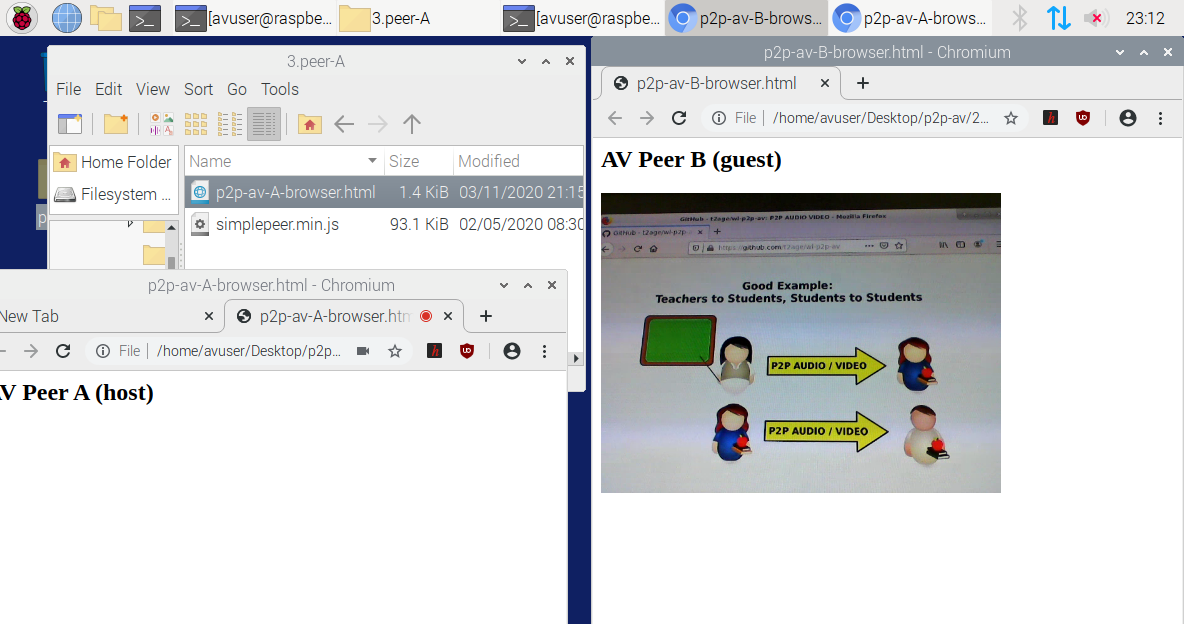 [avuser@raspbe... 3.peer-A [avuser@raspbe... p2p-av-B-brows... p2p-av-A-brows... 23:12
3.peer-A
File Edit View Sort Go Tools
Home Folder
Filesystem ...
Name Size Modified
p2p-av-A-browser.html 1.4 KiB 03/11/2020 21:15
simplepeer.min.js 93.1 KiB 02/05/2020 08:30
p2p-av-A-browser.html - Chromium
New Tab p2p-av-A-browser.htm
File /home/avuser/Desktop/p2p...
AV Peer A (host)
p2p-av-B-browser.html - Chromium
p2p-av-B-browser.html
File /home/avuser/Desktop/p2p-av/2...
AV Peer B (guest)
GitHub - t2age/wl-p2p-av: P2P AUDIO VIDEO - Mozilla Firefox
GitHub - t2age/wl-p2p-
https://github.com/t2age/wl-p2p-av
Good Example:
Teachers to Students, Students to Students
P2P AUDIO / VIDEO
P2P AUDIO / VIDEO